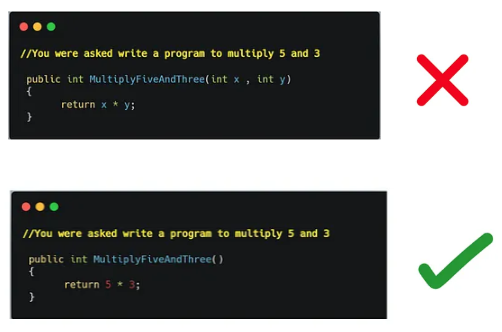 //You were asked write a program to multiply 5 and 3
public int MultiplyFiveAndThree(int x , int y)
{
return x * y;
}
//You were asked write a program to multiply 5 and 3
public int MultiplyFiveAndThree()
{
return 5 * 3;
}